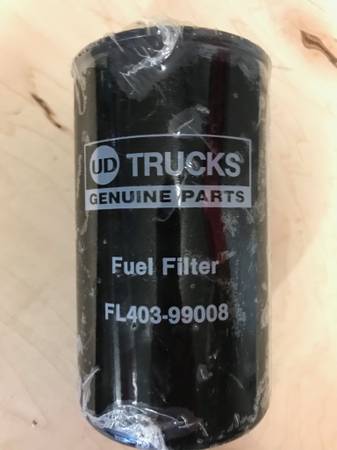 UD TRUCKS
GENUINE PARTS
Fuel Filter
FL403-99008